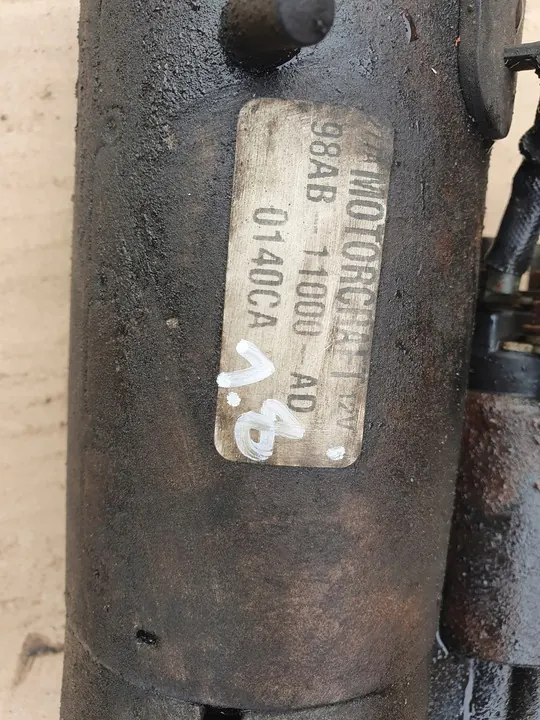 MOTORCRAFT 12V
98AB-11000-AD
0140CA
1.8.